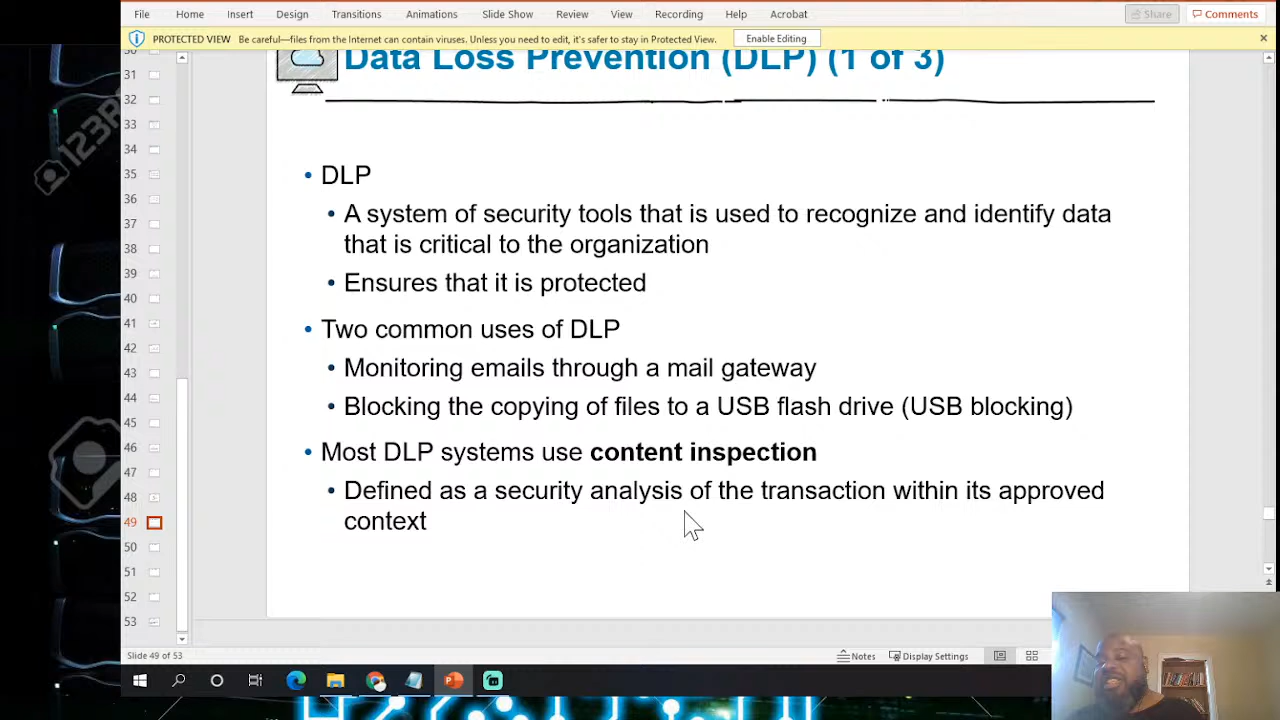 File Home Insert Design Transitions Animations Slide Show Review View Recording Help Acrobat Share Comments
PROTECTED VIEW Be careful—files from the Internet can contain viruses. Unless you need to edit, it's safer to stay in Protected View. Enable Editing
Data Loss Prevention (DLP) (1 of 3)
31
32
33
34
35
36
37
38
39
40
41
42
43
44
45
46
47
48
49
50
51
52
53
• DLP
• A system of security tools that is used to recognize and identify data
that is critical to the organization
• Ensures that it is protected
• Two common uses of DLP
• Monitoring emails through a mail gateway
• Blocking the copying of files to a USB flash drive (USB blocking)
• Most DLP systems use content inspection
• Defined as a security analysis of the transaction within its approved
context
Slide 49 of 53 Notes Display Settings